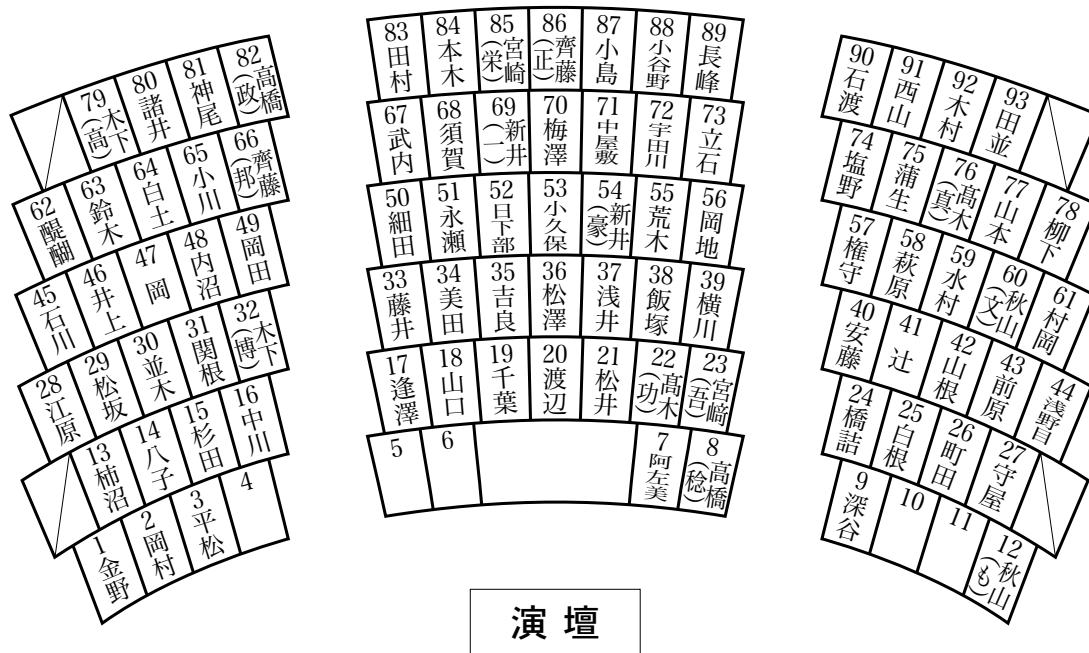 82 高橋(政)
81 神尾
80 諸井
79 木下(高)
66 齊藤(邦)
65 小川
64 白土
63 鈴木
62 醍醐
49 岡田
48 内沼
47 岡
46 井上
45 石川
32 木下(博)
31 関根
30 並木
29 松坂
28 江原
16 中川
15 杉田
14 八子
13 柿沼
4
3 平松
2 岡村
1 金野
83 田村
84 本木
85 宮崎(栄)
86 齊藤(正)
87 小島
88 小谷野
89 長峰
67 武内
68 須賀
69 新井(一)
70 梅澤
71 中屋敷
72 宇田川
73 立石
50 細田
51 永瀬
52 日下部
53 小久保
54 新井(豪)
55 荒木
56 岡地
33 藤井
34 美田
35 吉良
36 松澤
37 浅井
38 飯塚
39 横川
17 逢澤
18 山口
19 千葉
20 渡辺
21 松井
22 髙木(功)
23 宮﨑(吾)
5
6
7 阿左美
8 高橋(稔)
90 石渡
91 西山
92 木村
93 田並
74 塩野
75 蒲生
76 髙木(真)
77 山本
78 柳下
57 権守
58 萩原
59 水村
60 秋山(文)
61 村岡
40 安藤
41 辻
42 山根
43 前原
44 浅野目
24 橋詰
25 白根
26 町田
27 守屋
9 深谷
10
11
12 秋山(も)
演壇